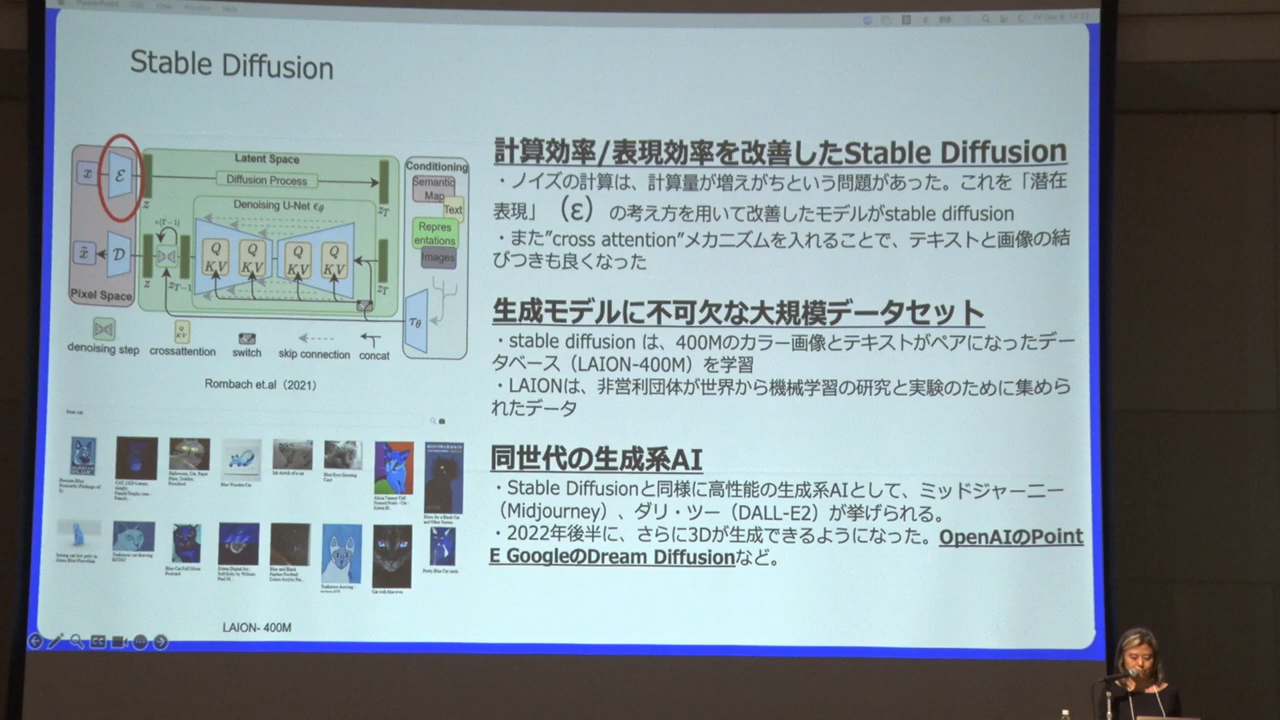 Stable Diffusion
Latent Space
Diffusion Process
Denoising U-Net εθ
Conditioning
Semantic
Map
Text
Repres
entations
Images
x
ε
z
zT
x̃
D
z
zT−1
×(T−1)
Q
KV
Q
KV
Q
KV
Q
KV
zT
τθ
Pixel Space
denoising step
crossattention
switch
skip connection
concat
Rombach et.al（2021）
LAION- 400M
計算効率/表現効率を改善したStable Diffusion
・ノイズの計算は、計算量が増えがちという問題があった。これを「潜在
表現」（ε）の考え方を用いて改善したモデルがstable diffusion
・また”cross attention”メカニズムを入れることで、テキストと画像の結
びつきも良くなった
生成モデルに不可欠な大規模データセット
・stable diffusion は、400Mのカラー画像とテキストがペアになったデー
タベース（LAION-400M）を学習
・LAIONは、非営利団体が世界から機械学習の研究と実験のために集めら
れたデータ
同世代の生成系AI
・Stable Diffusionと同様に高性能の生成系AIとして、ミッドジャーニー
（Midjourney）、ダリ・ツー（DALL-E2）が挙げられる。
・2022年後半に、さらに3Dが生成できるようになった。OpenAIのPoint
E GoogleのDream Diffusionなど。